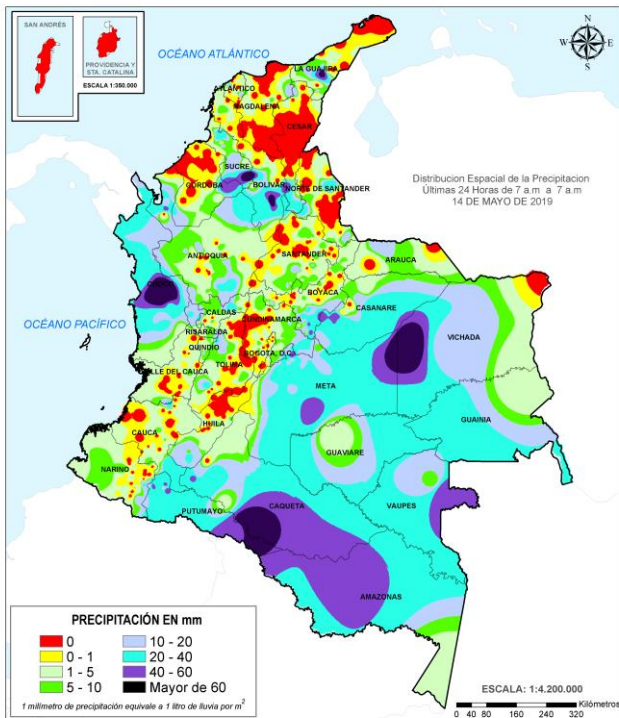 SAN ANDRÉS
PROVIDENCIA Y
STA. CATALINA
ESCALA 1:350.000
OCÉANO ATLÁNTICO
N
W
E
S
LA GUAJIRA
ATLÁNTICO
MAGDALENA
CESAR
SUCRE
CÓRDOBA
BOLÍVAR
NORTE DE SANTANDER
Distribucion Espacial de la Precipitacion
Últimas 24 Horas de 7 a.m a 7 a.m
14 DE MAYO DE 2019
ANTIOQUIA
SANTANDER
ARAUCA
CHOCÓ
BOYACÁ
CASANARE
OCÉANO PACÍFICO
CALDAS
CUNDINAMARCA
RISARALDA
VICHADA
QUINDÍO
BOGOTÁ, D.C.
TOLIMA
VALLE DEL CAUCA
META
GUAINIA
CAUCA
HUILA
GUAVIARE
NARIÑO
CAQUETA
VAUPES
PUTUMAYO
AMAZONAS
PRECIPITACIÓN EN mm
0
10 - 20
0 - 1
20 - 40
1 - 5
40 - 60
5 - 10
Mayor de 60
1 milímetro de precipitación equivale a 1 litro de lluvia por m²
ESCALA: 1:4.200.000
0 40 80 160 240 320 Kilómetros